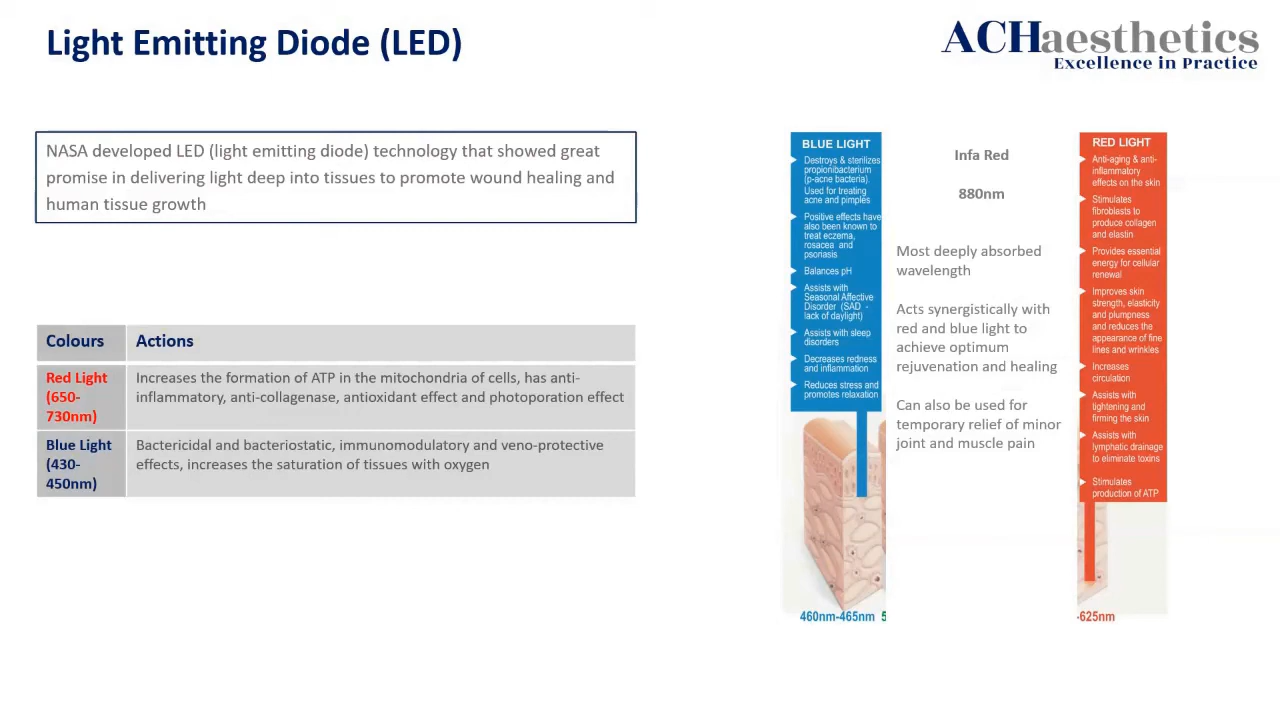 Light Emitting Diode (LED)
ACHaesthetics
Excellence in Practice
NASA developed LED (light emitting diode) technology that showed great
promise in delivering light deep into tissues to promote wound healing and
human tissue growth
Colours Actions
Red Light
(650-
730nm)
Increases the formation of ATP in the mitochondria of cells, has anti-
inflammatory, anti-collagenase, antioxidant effect and photoporation effect
Blue Light
(430-
450nm)
Bactericidal and bacteriostatic, immunomodulatory and veno-protective
effects, increases the saturation of tissues with oxygen
BLUE LIGHT
Destroys & sterilizes
propionibacterium
(p-acne bacteria).
Used for treating
acne and pimples
Positive effects have
also been known to
treat eczema,
rosacea and
psoriasis
Balances pH
Assists with
Seasonal Affective
Disorder (SAD -
lack of daylight)
Assists with sleep
disorders
Decreases redness
and inflammation
Reduces stress and
promotes relaxation
460nm-465nm 5
Infa Red
880nm
Most deeply absorbed
wavelength
Acts synergistically with
red and blue light to
achieve optimum
rejuvenation and healing
Can also be used for
temporary relief of minor
joint and muscle pain
RED LIGHT
Anti-aging & anti-
inflammatory
effects on the skin
Stimulates
fibroblasts to
produce collagen
and elastin
Provides essential
energy for cellular
renewal
Improves skin
strength, elasticity
and plumpness
and reduces the
appearance of fine
lines and wrinkles
Increases
circulation
Assists with
tightening and
firming the skin
Assists with
lymphatic drainage
to eliminate toxins
Stimulates
production of ATP
-625nm